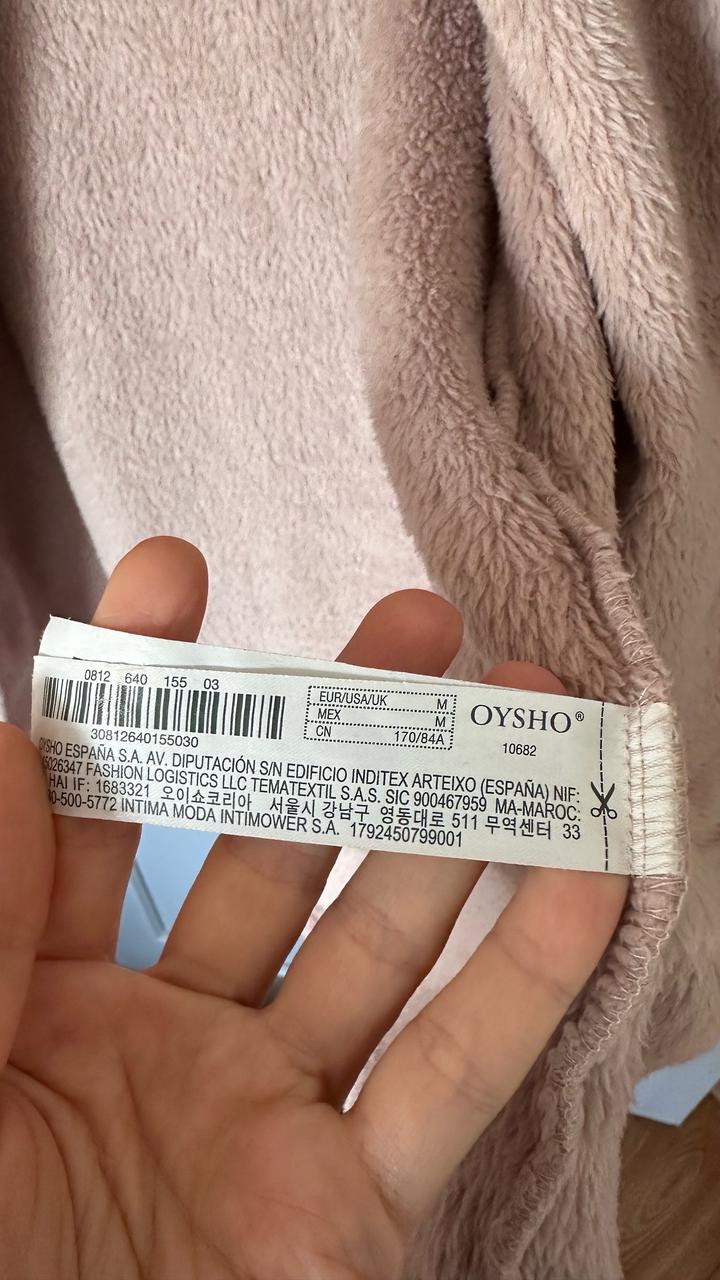 0812 640 155 03
30812640155030
EUR/USA/UK M
MEX M
CN 170/84A
OYSHO®
10682
OYSHO ESPAÑA S.A. AV. DIPUTACIÓN S/N EDIFICIO INDITEX ARTEIXO (ESPAÑA) NIF:
5026347 FASHION LOGISTICS LLC TEMATEXTIL S.A.S. SIC 900467959 MA-MAROC:
HAI IF: 1683321 오이쇼코리아 서울시 강남구 영동대로 511 무역센터 33
0-500-5772 INTIMA MODA INTIMOWER S.A. 1792450799001